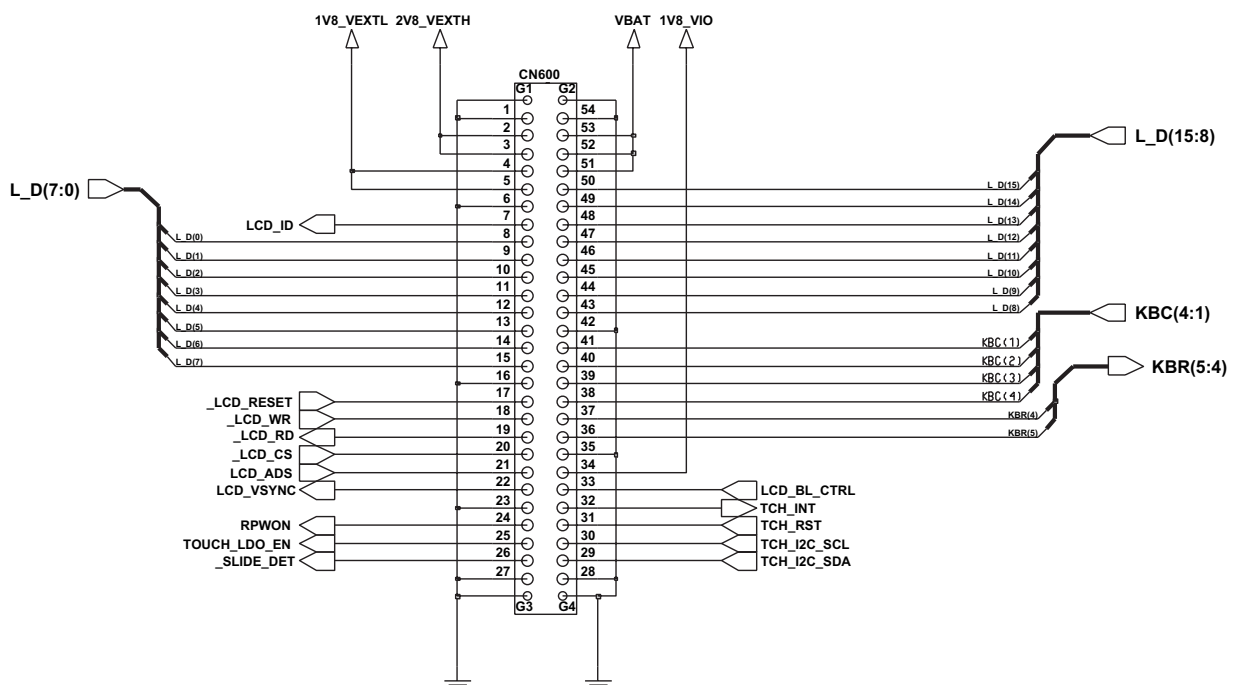 1V8_VEXTL 2V8_VEXTH VBAT 1V8_VIO
CN600
G1 G2
1 54
2 53
3 52
4 51
L_D(15:8)
L_D(7:0)
5 50 L_D(15)
6 49 L_D(14)
LCD_ID 7 48 L_D(13)
L_D(0) 8 47 L_D(12)
L_D(1) 9 46 L_D(11)
L_D(2) 10 45 L_D(10)
L_D(3) 11 44 L_D(9)
L_D(4) 12 43 L_D(8)
KBC(4:1)
L_D(5) 13 42
L_D(6) 14 41 KBC(1)
L_D(7) 15 40 KBC(2)
KBR(5:4)
16 39 KBC(3)
_LCD_RESET 17 38 KBC(4)
_LCD_WR 18 37 KBR(4)
_LCD_RD 19 36 KBR(5)
_LCD_CS 20 35
LCD_ADS 21 34
LCD_VSYNC 22 33 LCD_BL_CTRL
23 32 TCH_INT
RPWON 24 31 TCH_RST
TOUCH_LDO_EN 25 30 TCH_I2C_SCL
_SLIDE_DET 26 29 TCH_I2C_SDA
27 28
G3 G4